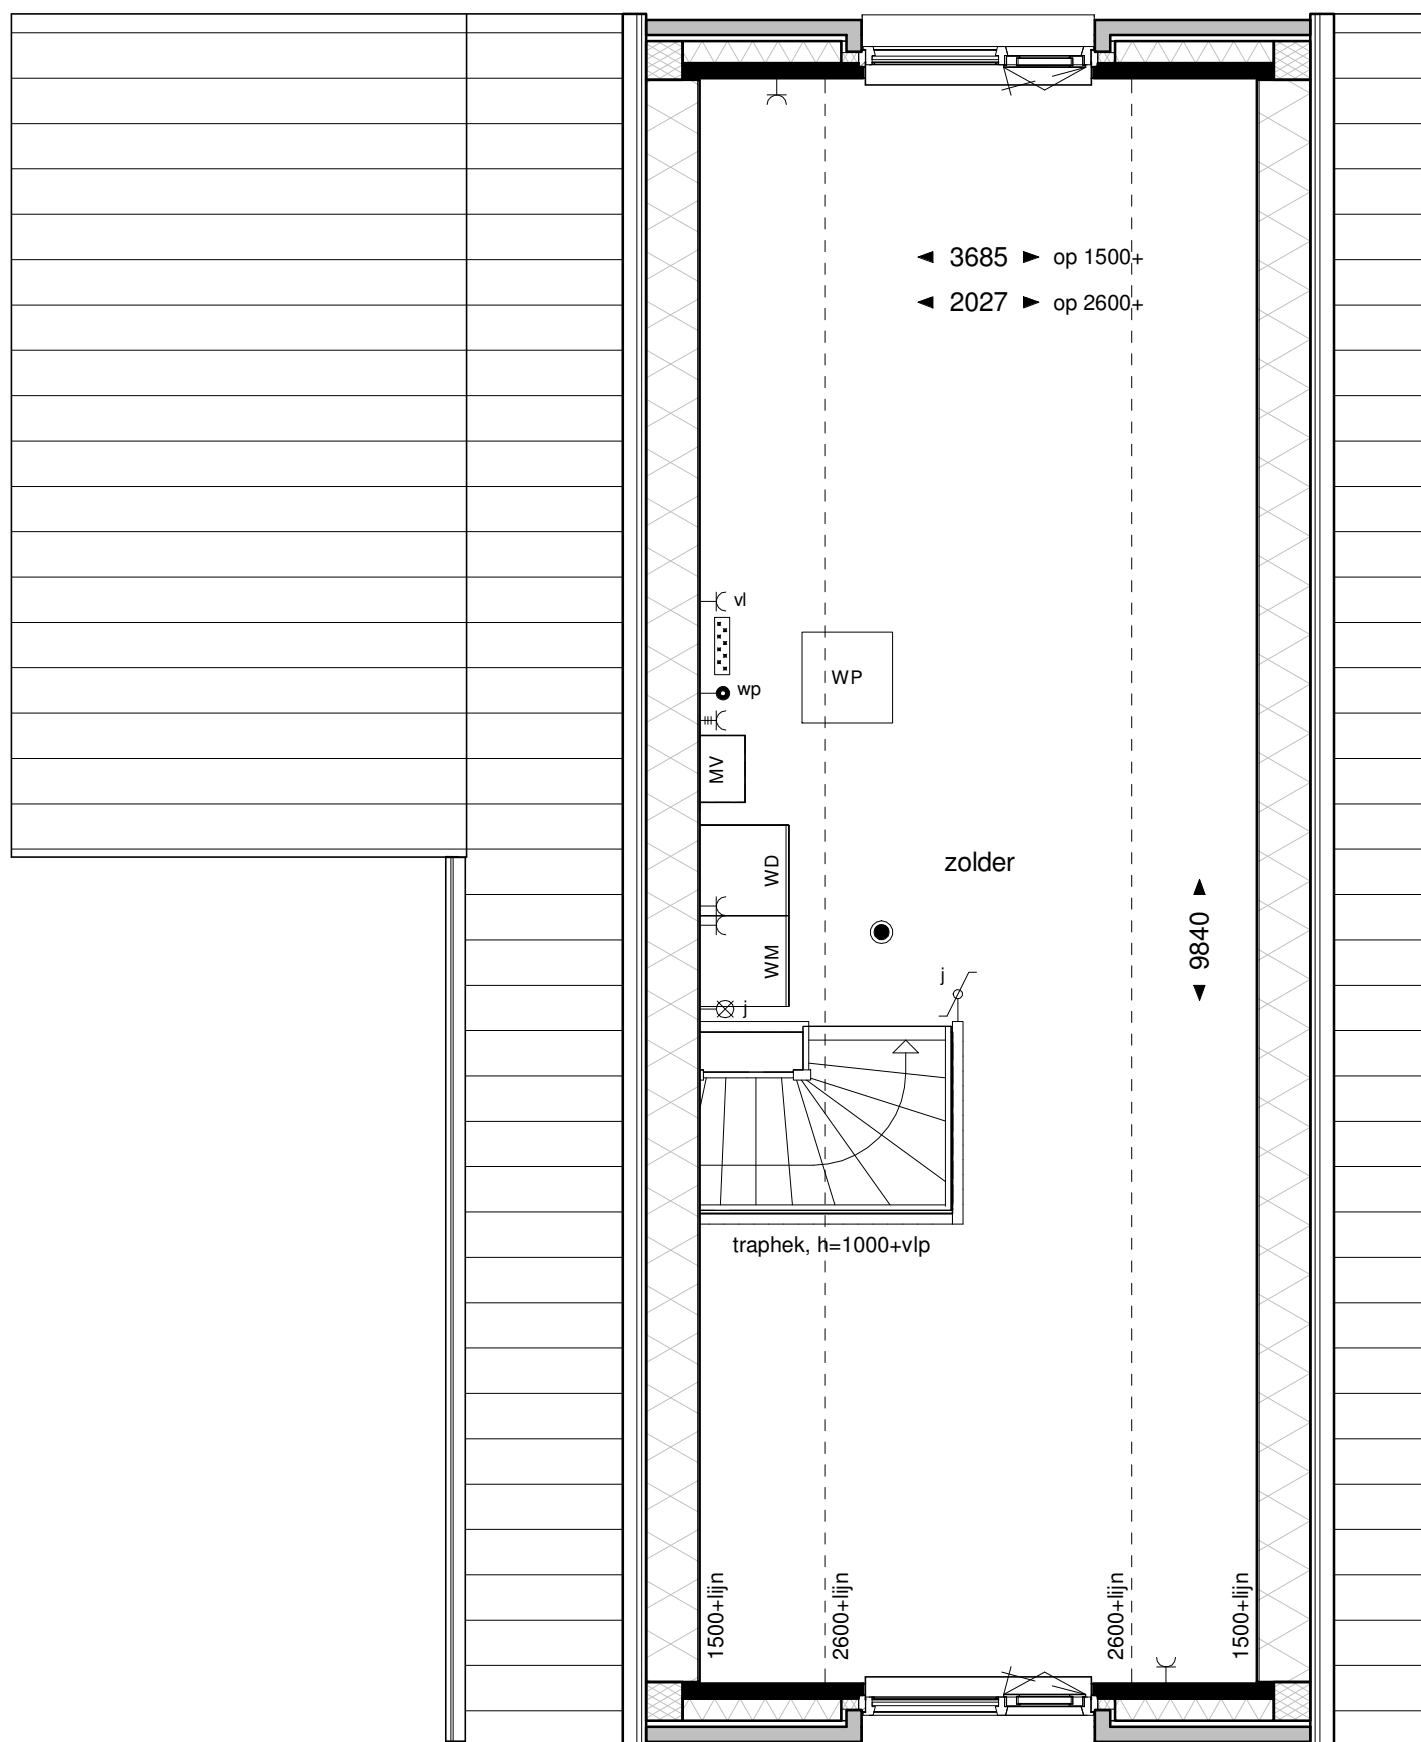 3685 op 1500+
2027 op 2600+
vl
WP
wp
MV
WD
zolder
9840
WM
j
j
traphek, h=1000+vlp
1500+lijn
2600+lijn
2600+lijn
1500+lijn